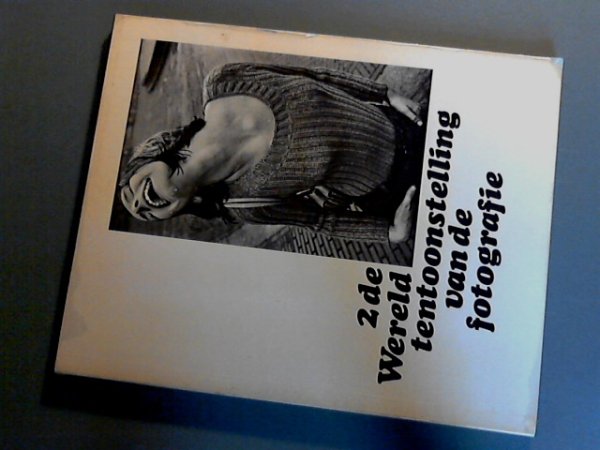 2 de
Wereld
tentoonstelling
van de
fotografie